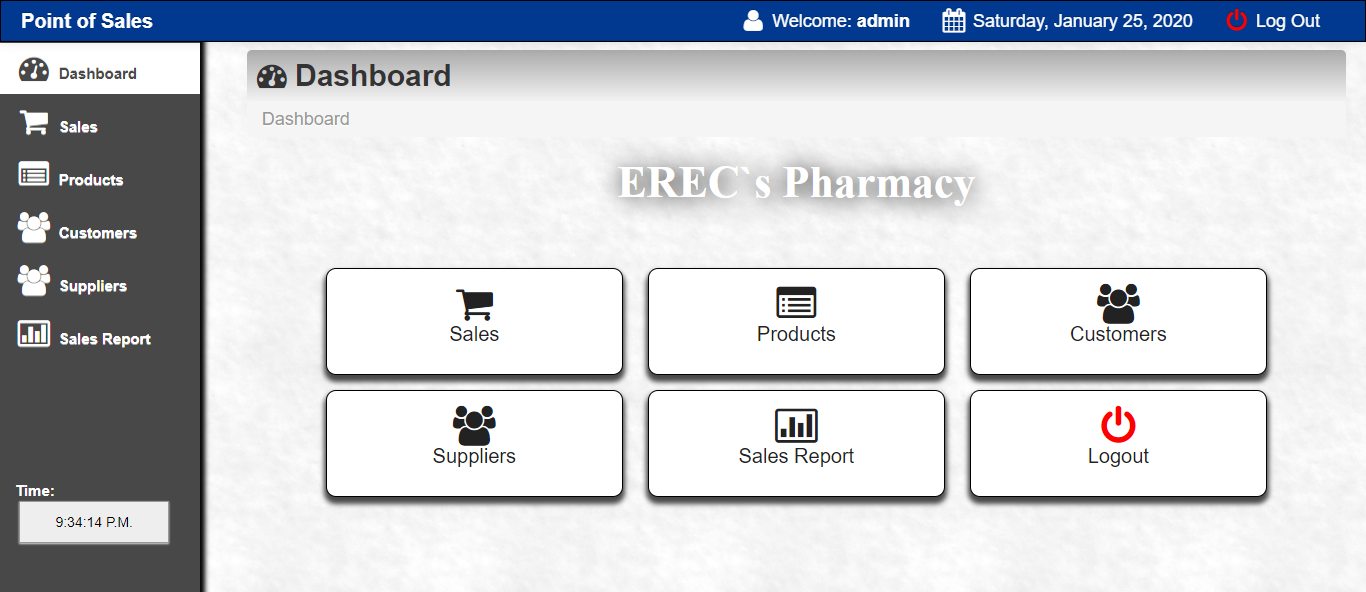 Point of Sales
Welcome: admin
Saturday, January 25, 2020
Log Out
Dashboard
Sales
Products
Customers
Suppliers
Sales Report
Time:
9:34:14 P.M.
Dashboard
Dashboard
EREC`s Pharmacy
Sales
Products
Customers
Suppliers
Sales Report
Logout